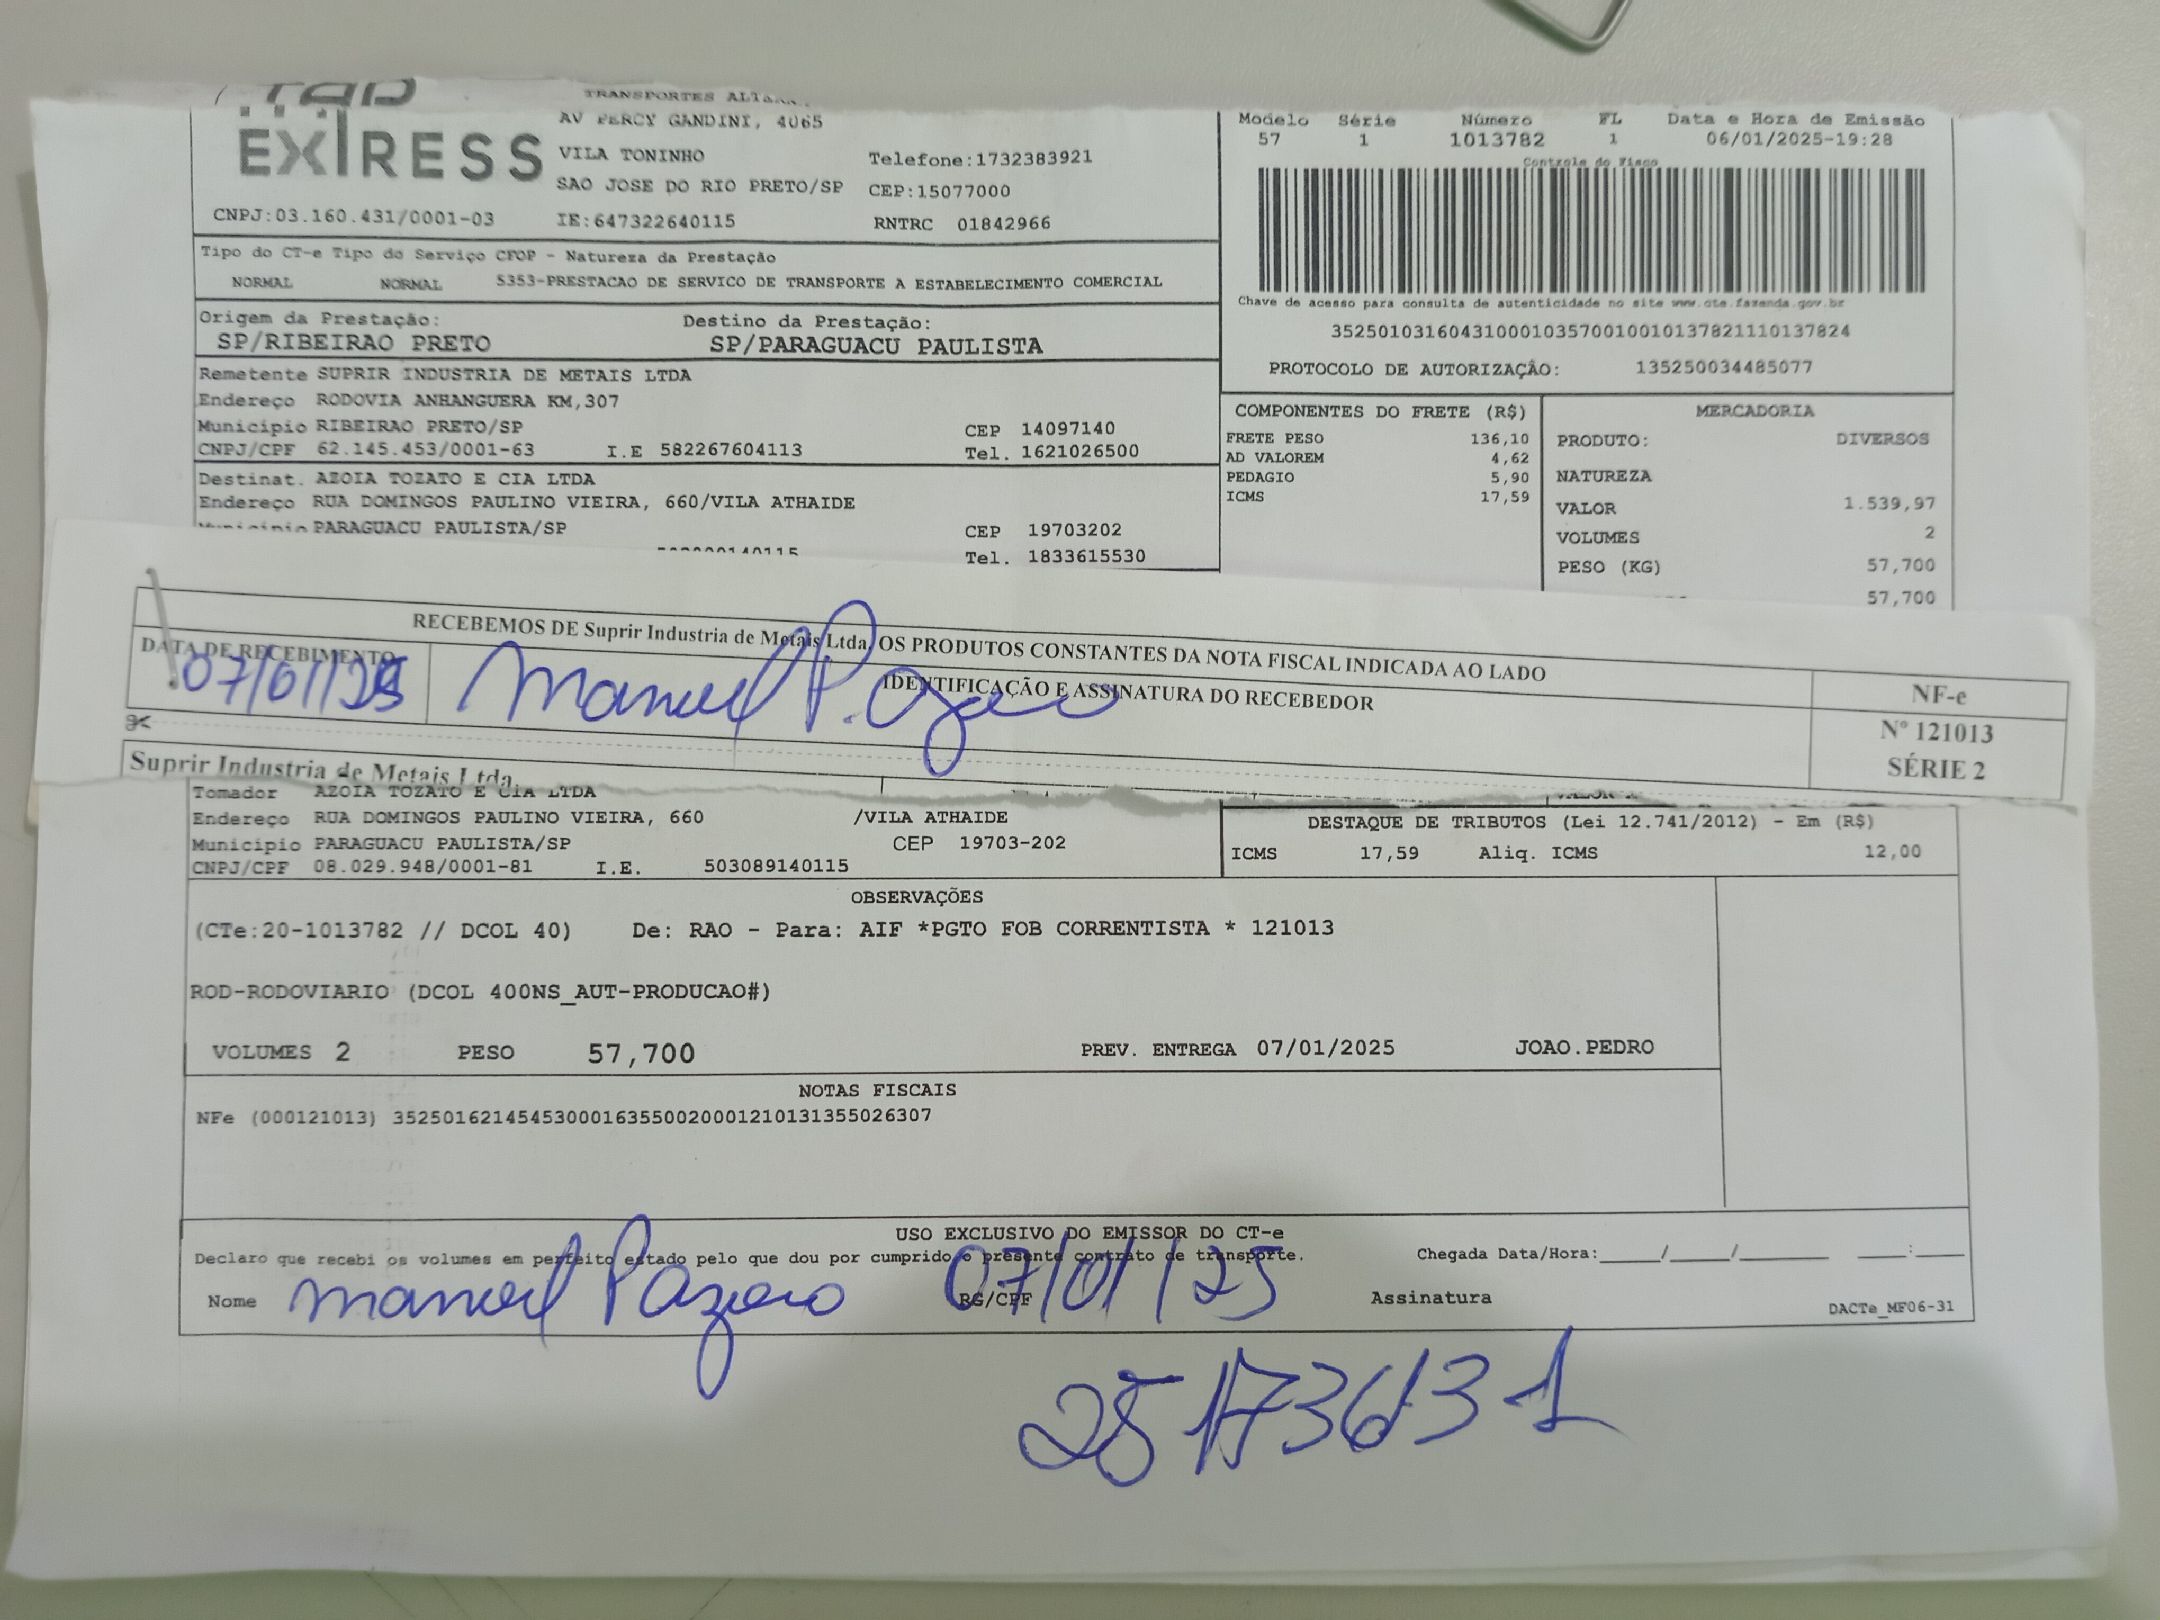 EXPRESS
AV PERCY GANDINI, 4065
VILA TONINHO Telefone:1732383921
SAO JOSE DO RIO PRETO/SP CEP:15077000
CNPJ:03.160.431/0001-03 IE:647322640115 RNTRC 01842966
Modelo Série Número FL Data e Hora de Emissão
57 1 1013782 1 06/01/2025-19:28
Controle do Fisco
Tipo do CT-e Tipo do Serviço CFOP - Natureza da Prestação
NORMAL NORMAL 5353-PRESTACAO DE SERVICO DE TRANSPORTE A ESTABELECIMENTO COMERCIAL
Chave de acesso para consulta de autenticidade no site www.cte.fazenda.gov.br
35250103160431000103570010010137821110137824
PROTOCOLO DE AUTORIZAÇÃO: 135250034485077
Origem da Prestação: Destino da Prestação:
SP/RIBEIRAO PRETO SP/PARAGUACU PAULISTA
Remetente SUPRIR INDUSTRIA DE METAIS LTDA
Endereço RODOVIA ANHANGUERA KM,307
Municipio RIBEIRAO PRETO/SP CEP 14097140
CNPJ/CPF 62.145.453/0001-63 I.E 582267604113 Tel. 1621026500
Destinat. AZOIA TOZATO E CIA LTDA
Endereço RUA DOMINGOS PAULINO VIEIRA, 660/VILA ATHAIDE
PARAGUACU PAULISTA/SP CEP 19703202
Tel. 1833615530
COMPONENTES DO FRETE (R$)
FRETE PESO 136,10
AD VALOREM 4,62
PEDAGIO 5,90
ICMS 17,59
MERCADORIA
PRODUTO: DIVERSOS
NATUREZA
VALOR 1.539,97
VOLUMES 2
PESO (KG) 57,700
57,700
RECEBEMOS DE Suprir Industria de Metais Ltda. OS PRODUTOS CONSTANTES DA NOTA FISCAL INDICADA AO LADO
DATA DE RECEBIMENTO IDENTIFICAÇÃO E ASSINATURA DO RECEBEDOR
07/01/25 Manuel P.
NF-e
Nº 121013
SÉRIE 2
Suprir Industria de Metais Ltda.
Tomador AZOIA TOZATO E CIA LTDA
Endereço RUA DOMINGOS PAULINO VIEIRA, 660 /VILA ATHAIDE
Municipio PARAGUACU PAULISTA/SP CEP 19703-202
CNPJ/CPF 08.029.948/0001-81 I.E. 503089140115
DESTAQUE DE TRIBUTOS (Lei 12.741/2012) - Em (R$)
ICMS 17,59 Aliq. ICMS 12,00
OBSERVAÇÕES
(CTe:20-1013782 // DCOL 40) De: RAO - Para: AIF *PGTO FOB CORRENTISTA * 121013
ROD-RODOVIARIO (DCOL 400NS_AUT-PRODUCAO#)
VOLUMES 2 PESO 57,700 PREV. ENTREGA 07/01/2025 JOAO.PEDRO
NOTAS FISCAIS
NFe (000121013) 35250162145453000163550020001210131355026307
USO EXCLUSIVO DO EMISSOR DO CT-e
Declaro que recebi os volumes em perfeito estado pelo que dou por cumprido o presente contrato de transporte. Chegada Data/Hora:____/____/______ ___:___
Nome Manuel RG/CPF 07/01/25 Assinatura
DACTe_MF06-31